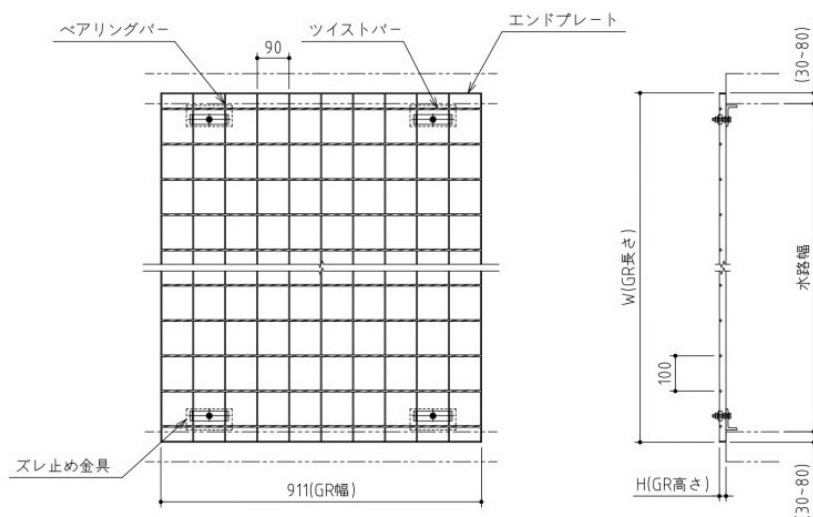 ベアリングバー
90
ツイストバー
エンドプレート
(30~80)
W(GR長さ)
水路幅
100
ズレ止め金具
911(GR幅)
H(GR高さ)
(30~80)